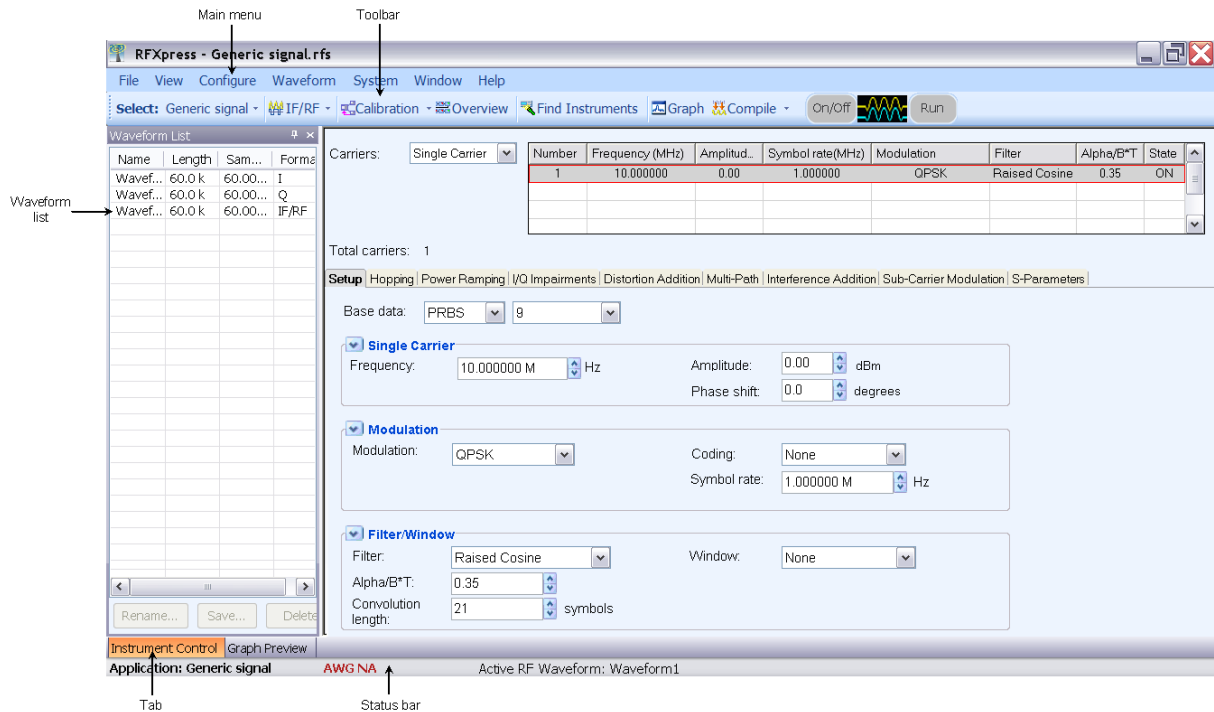 Main menu
Toolbar
RFXpress - Generic signal.rfs
File View Configure Waveform System Window Help
Select: Generic signal IF/RF Calibration Overview Find Instruments Graph Compile On/Off Run
Waveform List
Name Length Sam... Forma
Wavef... 60.0 k 60.00... I
Wavef... 60.0 k 60.00... Q
Wavef... 60.0 k 60.00... IF/RF
Waveform
list
Carriers: Single Carrier
Number Frequency (MHz) Amplitud... Symbol rate(MHz) Modulation Filter Alpha/B*T State
1 10.000000 0.00 1.000000 QPSK Raised Cosine 0.35 ON
Total carriers: 1
Setup Hopping Power Ramping I/Q Impairments Distortion Addition Multi-Path Interference Addition Sub-Carrier Modulation S-Parameters
Base data: PRBS 9
Single Carrier
Frequency: 10.000000 M Hz
Amplitude: 0.00 dBm
Phase shift: 0.0 degrees
Modulation
Modulation: QPSK
Coding: None
Symbol rate: 1.000000 M Hz
Filter/Window
Filter: Raised Cosine
Window: None
Alpha/B*T: 0.35
Convolution
length: 21 symbols
Rename... Save... Delete
Instrument Control Graph Preview
Application: Generic signal AWG NA Active RF Waveform: Waveform1
Tab
Status bar